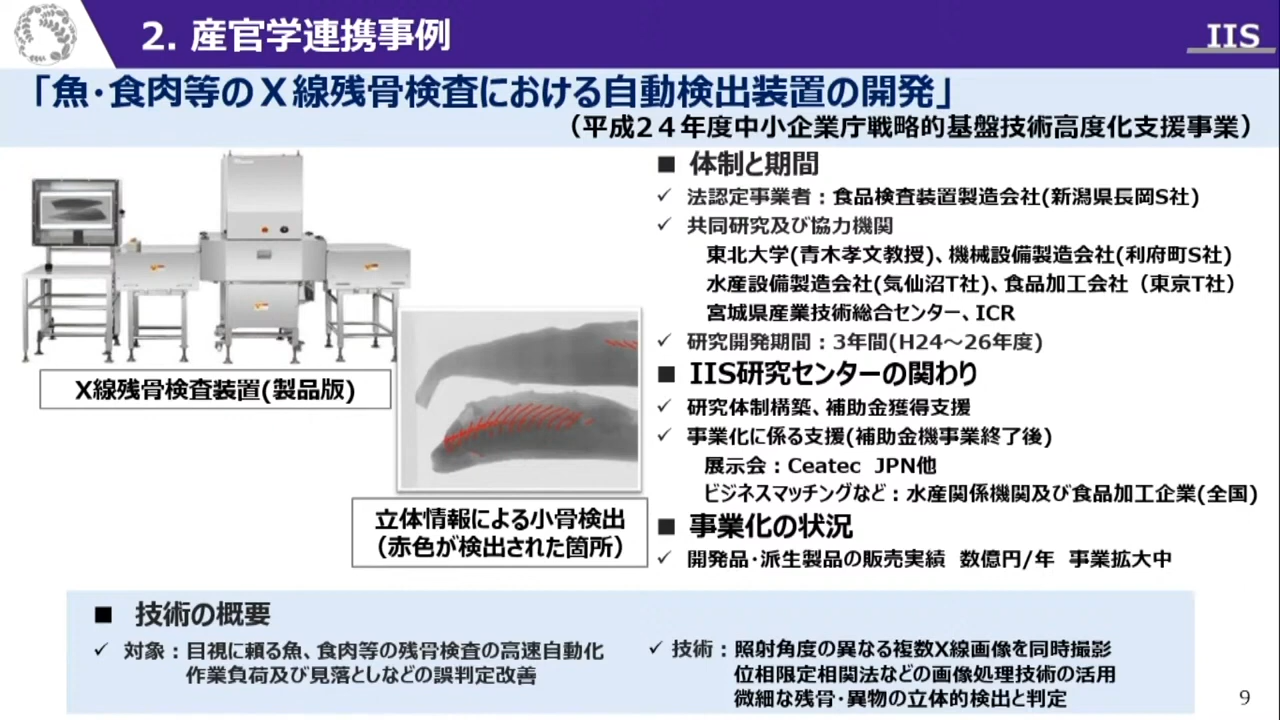 2. 産官学連携事例
IIS
「魚・食肉等のX線残骨検査における自動検出装置の開発」
（平成24年度中小企業庁戦略的基盤技術高度化支援事業）
X線残骨検査装置(製品版)
立体情報による小骨検出
（赤色が検出された箇所）
■ 体制と期間
✓ 法認定事業者：食品検査装置製造会社(新潟県長岡S社)
✓ 共同研究及び協力機関
東北大学(青木孝文教授)、機械設備製造会社(利府町S社)
水産設備製造会社(気仙沼T社)、食品加工会社（東京T社）
宮城県産業技術総合センター、ICR
✓ 研究開発期間：3年間(H24～26年度)
■ IIS研究センターの関わり
✓ 研究体制構築、補助金獲得支援
✓ 事業化に係る支援(補助金機事業終了後)
展示会：Ceatec JPN他
ビジネスマッチングなど：水産関係機関及び食品加工企業(全国)
■ 事業化の状況
✓ 開発品・派生製品の販売実績 数億円/年 事業拡大中
■ 技術の概要
✓ 対象：目視に頼る魚、食肉等の残骨検査の高速自動化
作業負荷及び見落としなどの誤判定改善
✓ 技術：照射角度の異なる複数X線画像を同時撮影
位相限定相関法などの画像処理技術の活用
微細な残骨・異物の立体的検出と判定
9